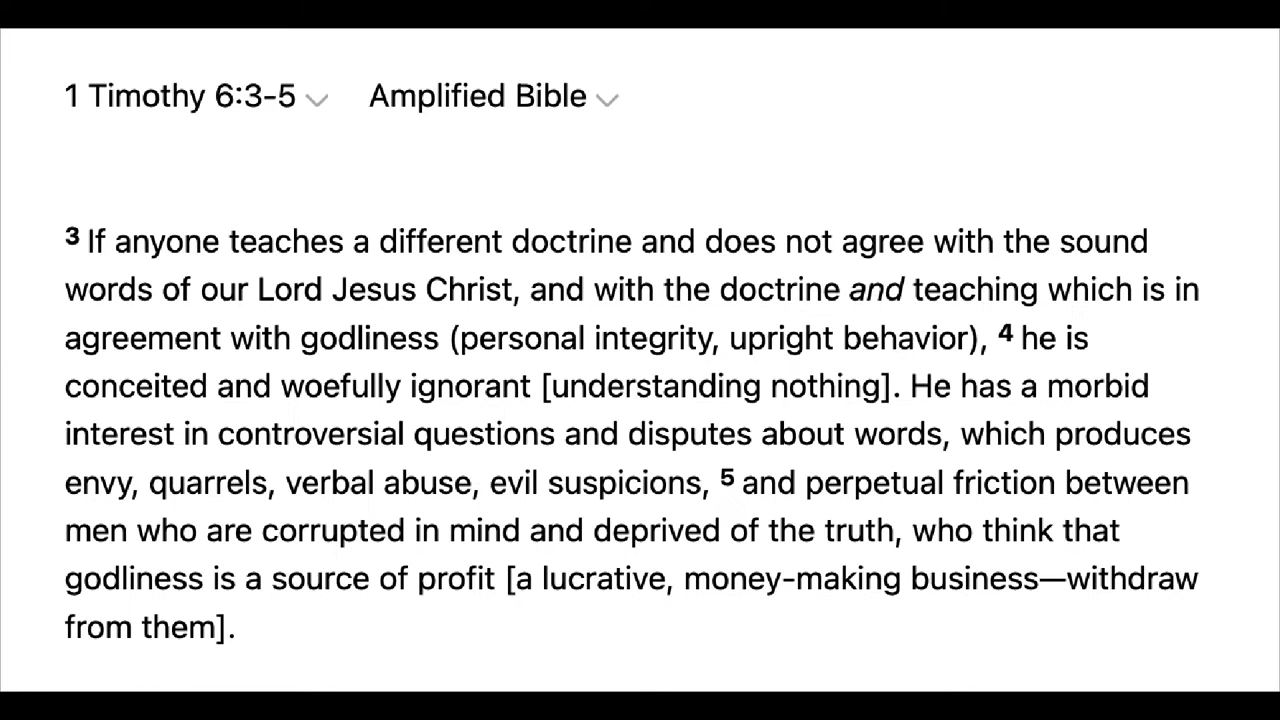 1 Timothy 6:3-5 Amplified Bible
3 If anyone teaches a different doctrine and does not agree with the sound
words of our Lord Jesus Christ, and with the doctrine and teaching which is in
agreement with godliness (personal integrity, upright behavior), 4 he is
conceited and woefully ignorant [understanding nothing]. He has a morbid
interest in controversial questions and disputes about words, which produces
envy, quarrels, verbal abuse, evil suspicions, 5 and perpetual friction between
men who are corrupted in mind and deprived of the truth, who think that
godliness is a source of profit [a lucrative, money-making business—withdraw
from them].